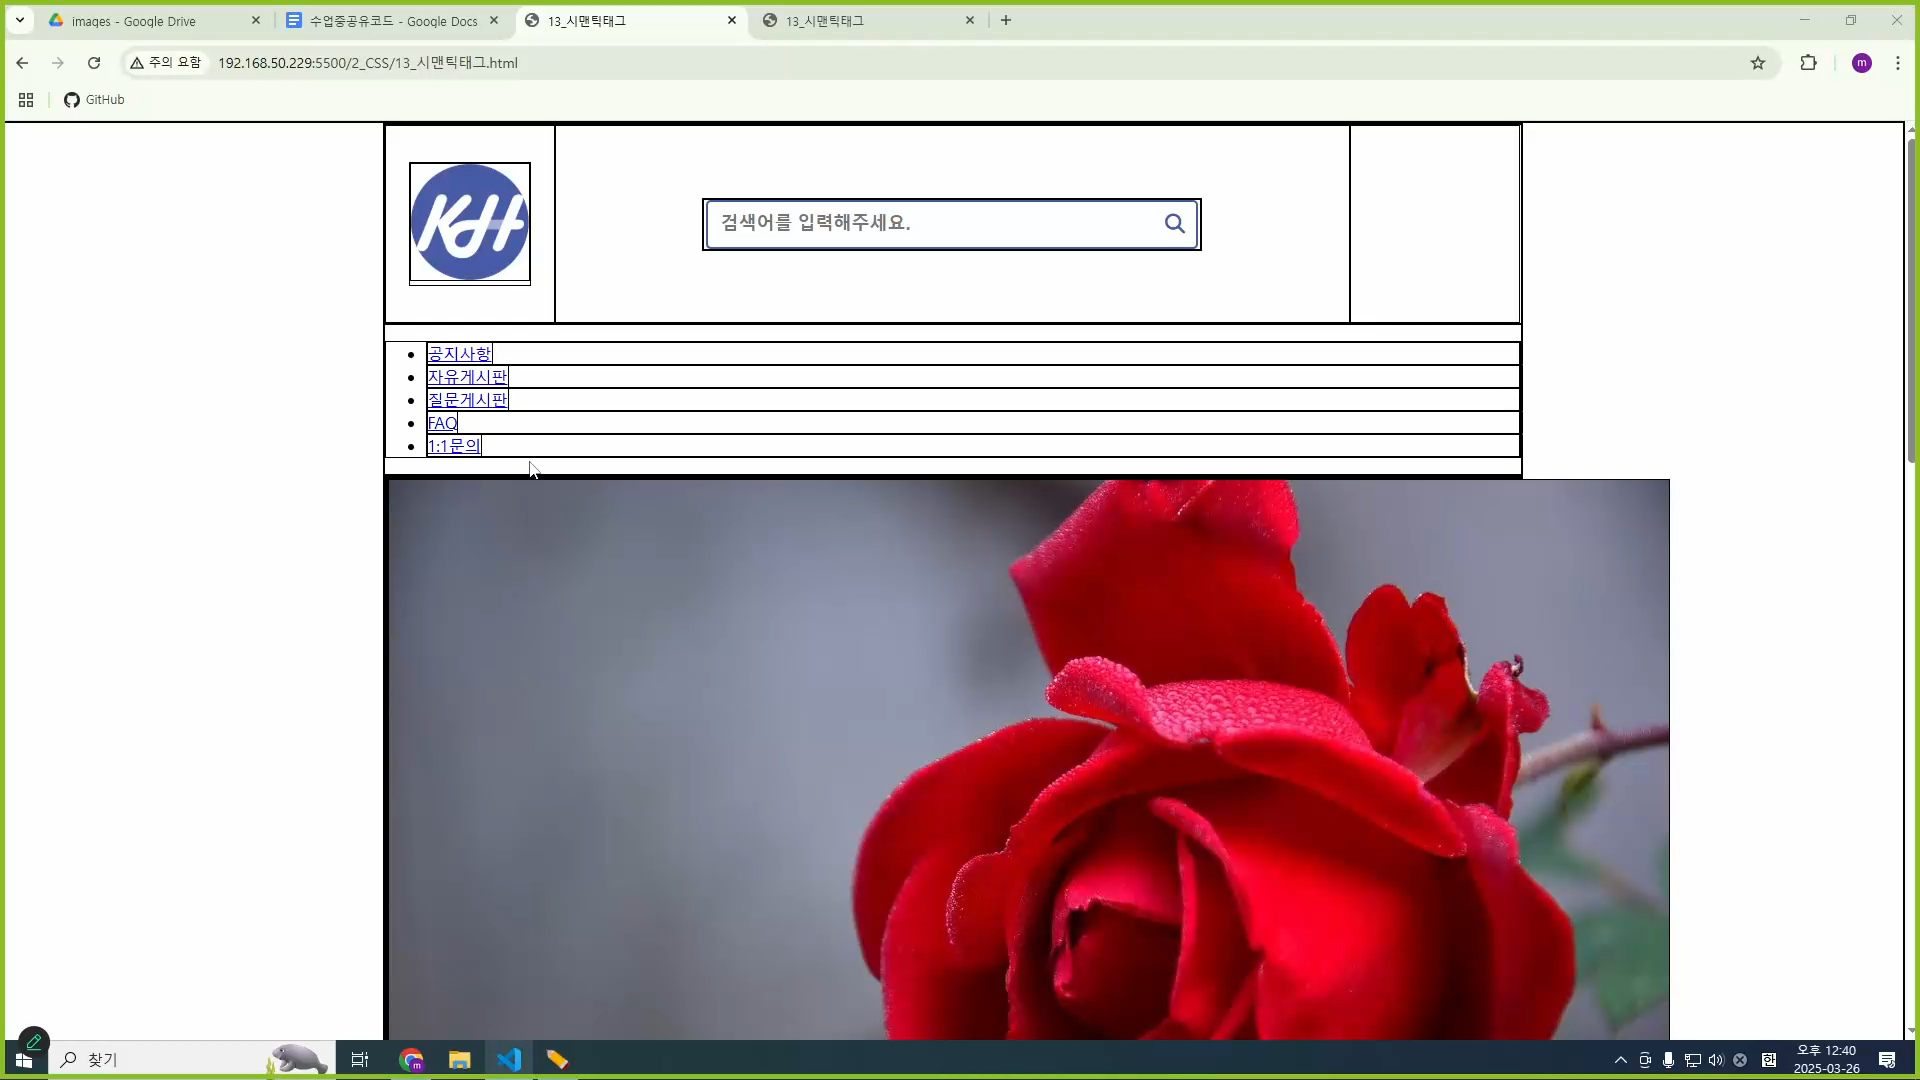 images - Google Drive
수업중공유코드 - Google Docs
13_시맨틱태그
13_시맨틱태그
주의 요함
192.168.50.229:5500/2_CSS/13_시맨틱태그.html
m
GitHub
KH
검색어를 입력해주세요.
공지사항
자유게시판
질문게시판
FAQ
1:1문의
찾기
m
한
오후 12:40
2025-03-26